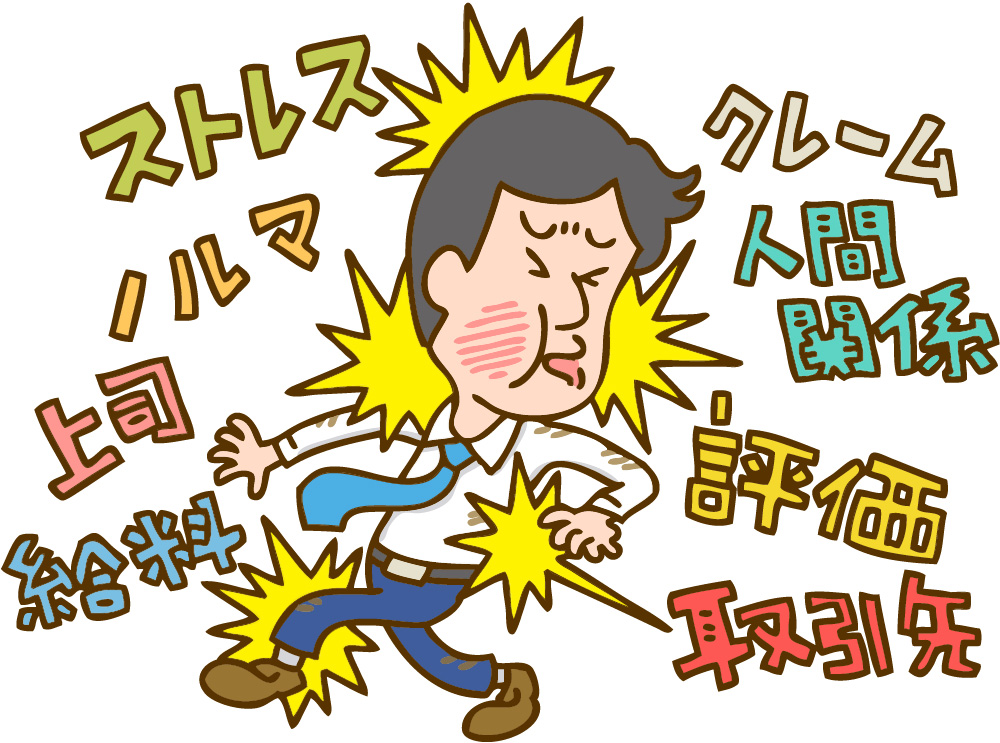 ストレス
ノルマ
上司
給料
クレーム
人間
関係
評価
取引先